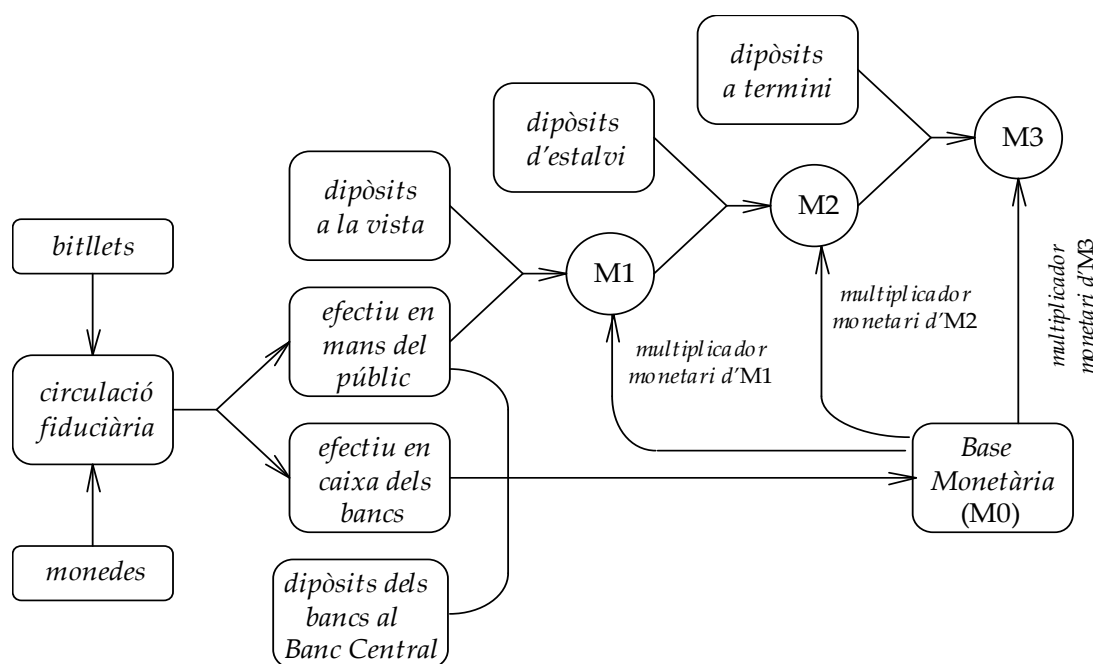 dipòsits
a termini
M3
dipòsits
d'estalvi
M2
dipòsits
a la vista
bitllets
M1
multiplicador
monetari d'M3
multiplicador
monetari d'M2
efectiu en
mans del
públic
multiplicador
monetari d'M1
circulació
fiduciària
efectiu en
caixa dels
bancs
Base
Monetària
(M0)
monedes
dipòsits dels
bancs al
Banc Central